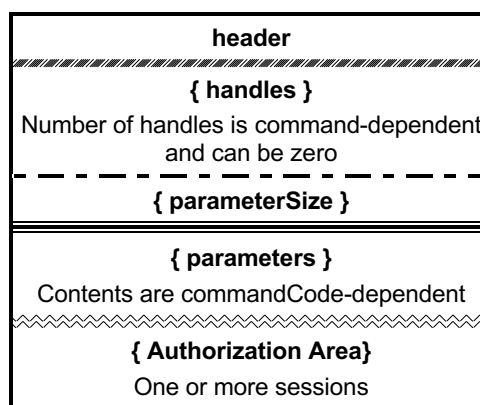 header
{ handles }
Number of handles is command-dependent
and can be zero
{ parameterSize }
{ parameters }
Contents are commandCode-dependent
{ Authorization Area}
One or more sessions